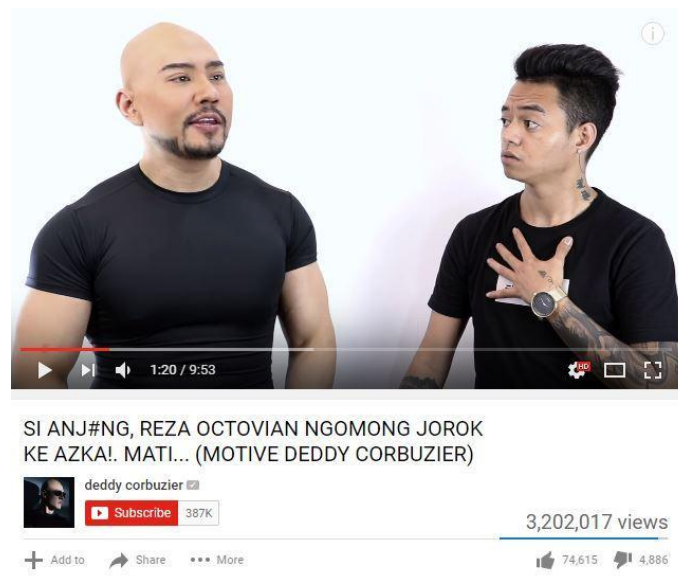 1:20 / 9:53
HD
SI ANJ#NG, REZA OCTOVIAN NGOMONG JOROK
KE AZKA!. MATI... (MOTIVE DEDDY CORBUZIER)
deddy corbuzier
Subscribe 387K
3,202,017 views
Add to Share More 74,615 4,886